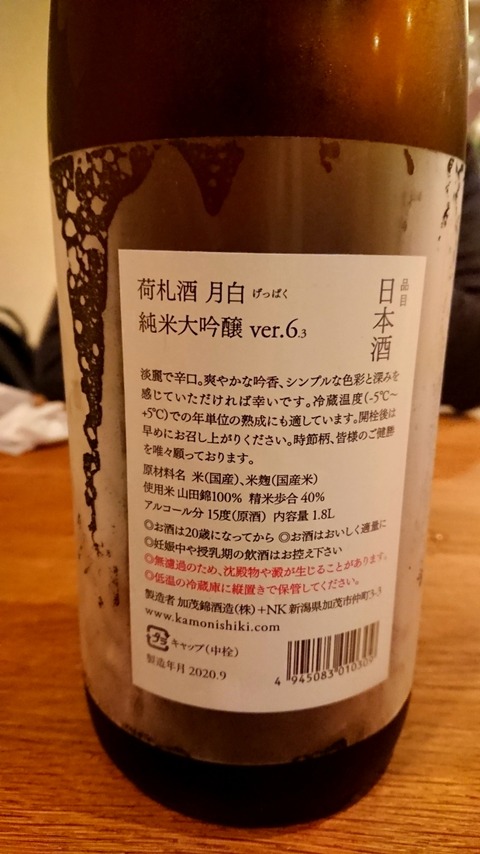 品目
日本酒
荷札酒 月白 げっぱく
純米大吟醸 ver.6.3
淡麗で辛口。爽やかな吟香、シンプルな色彩と深みを
感じていただければ幸いです。冷蔵温度(-5℃〜
+5℃)での年単位の熟成にも適しています。開栓後は
早めにお召し上がりください。時節柄、皆様のご健勝
を唯々願っております。
原材料名 米(国産)、米麹(国産米)
使用米 山田錦100% 精米歩合 40%
アルコール分 15度(原酒) 内容量 1.8L
◎お酒は20歳になってから ◎お酒はおいしく適量に
◎妊娠中や授乳期の飲酒はお控え下さい
◎無濾過のため、沈殿物や澱が生じることがあります。
◎低温の冷蔵庫に縦置きで保管してください。
製造者 加茂錦酒造(株)+NK 新潟県加茂市仲町3-3
www.kamonishiki.com
プラ キャップ(中栓)
製造年月 2020.9
4 945083 010309